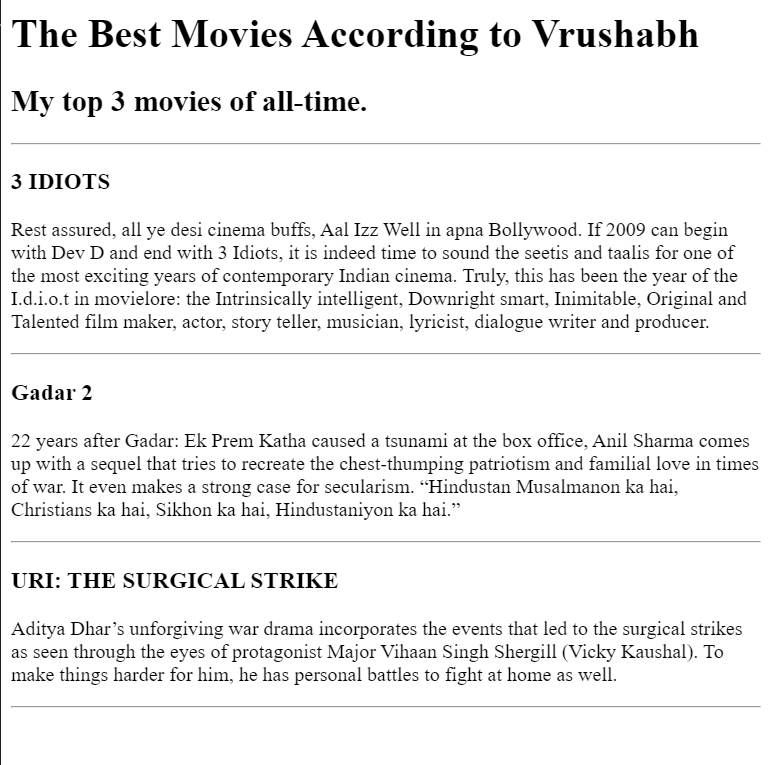 The Best Movies According to Vrushabh
My top 3 movies of all-time.
3 IDIOTS
Rest assured, all ye desi cinema buffs, Aal Izz Well in apna Bollywood. If 2009 can begin
with Dev D and end with 3 Idiots, it is indeed time to sound the seetis and taalis for one of
the most exciting years of contemporary Indian cinema. Truly, this has been the year of the
I.d.i.o.t in movielore: the Intrinsically intelligent, Downright smart, Inimitable, Original and
Talented film maker, actor, story teller, musician, lyricist, dialogue writer and producer.
Gadar 2
22 years after Gadar: Ek Prem Katha caused a tsunami at the box office, Anil Sharma comes
up with a sequel that tries to recreate the chest-thumping patriotism and familial love in times
of war. It even makes a strong case for secularism. “Hindustan Musalmanon ka hai,
Christians ka hai, Sikhon ka hai, Hindustaniyon ka hai.”
URI: THE SURGICAL STRIKE
Aditya Dhar’s unforgiving war drama incorporates the events that led to the surgical strikes
as seen through the eyes of protagonist Major Vihaan Singh Shergill (Vicky Kaushal). To
make things harder for him, he has personal battles to fight at home as well.